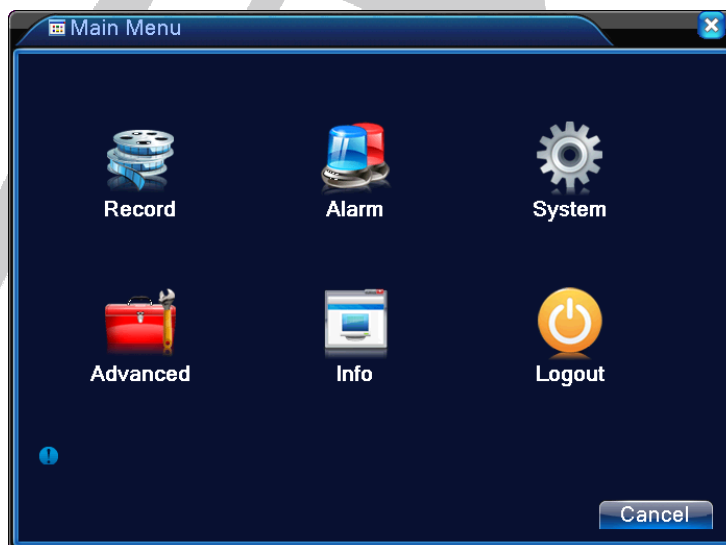 Main Menu
Record
Alarm
System
Advanced
Info
Logout
Cancel